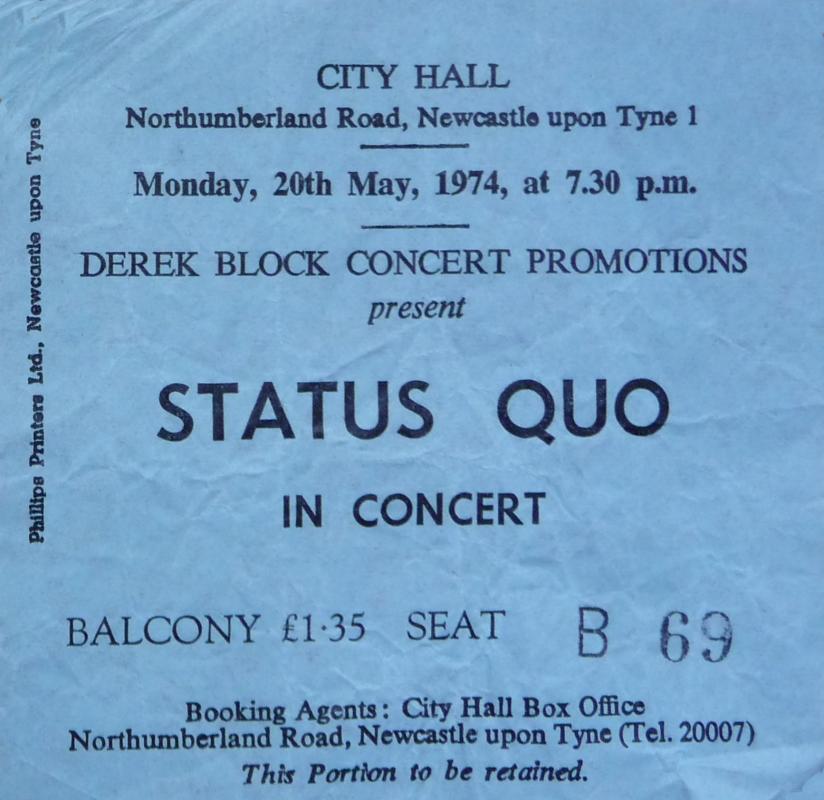 CITY HALL
Northumberland Road, Newcastle upon Tyne 1
Monday, 20th May, 1974, at 7.30 p.m.
DEREK BLOCK CONCERT PROMOTIONS
present
STATUS QUO
IN CONCERT
BALCONY £1·35 SEAT B 69
Booking Agents: City Hall Box Office
Northumberland Road, Newcastle upon Tyne (Tel. 20007)
This Portion to be retained.
Phillips Printers Ltd., Newcastle upon Tyne